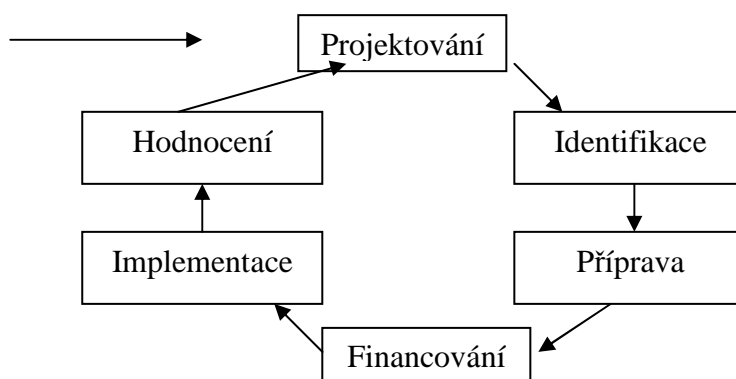 Projektování
Hodnocení
Identifikace
Implementace
Příprava
Financování